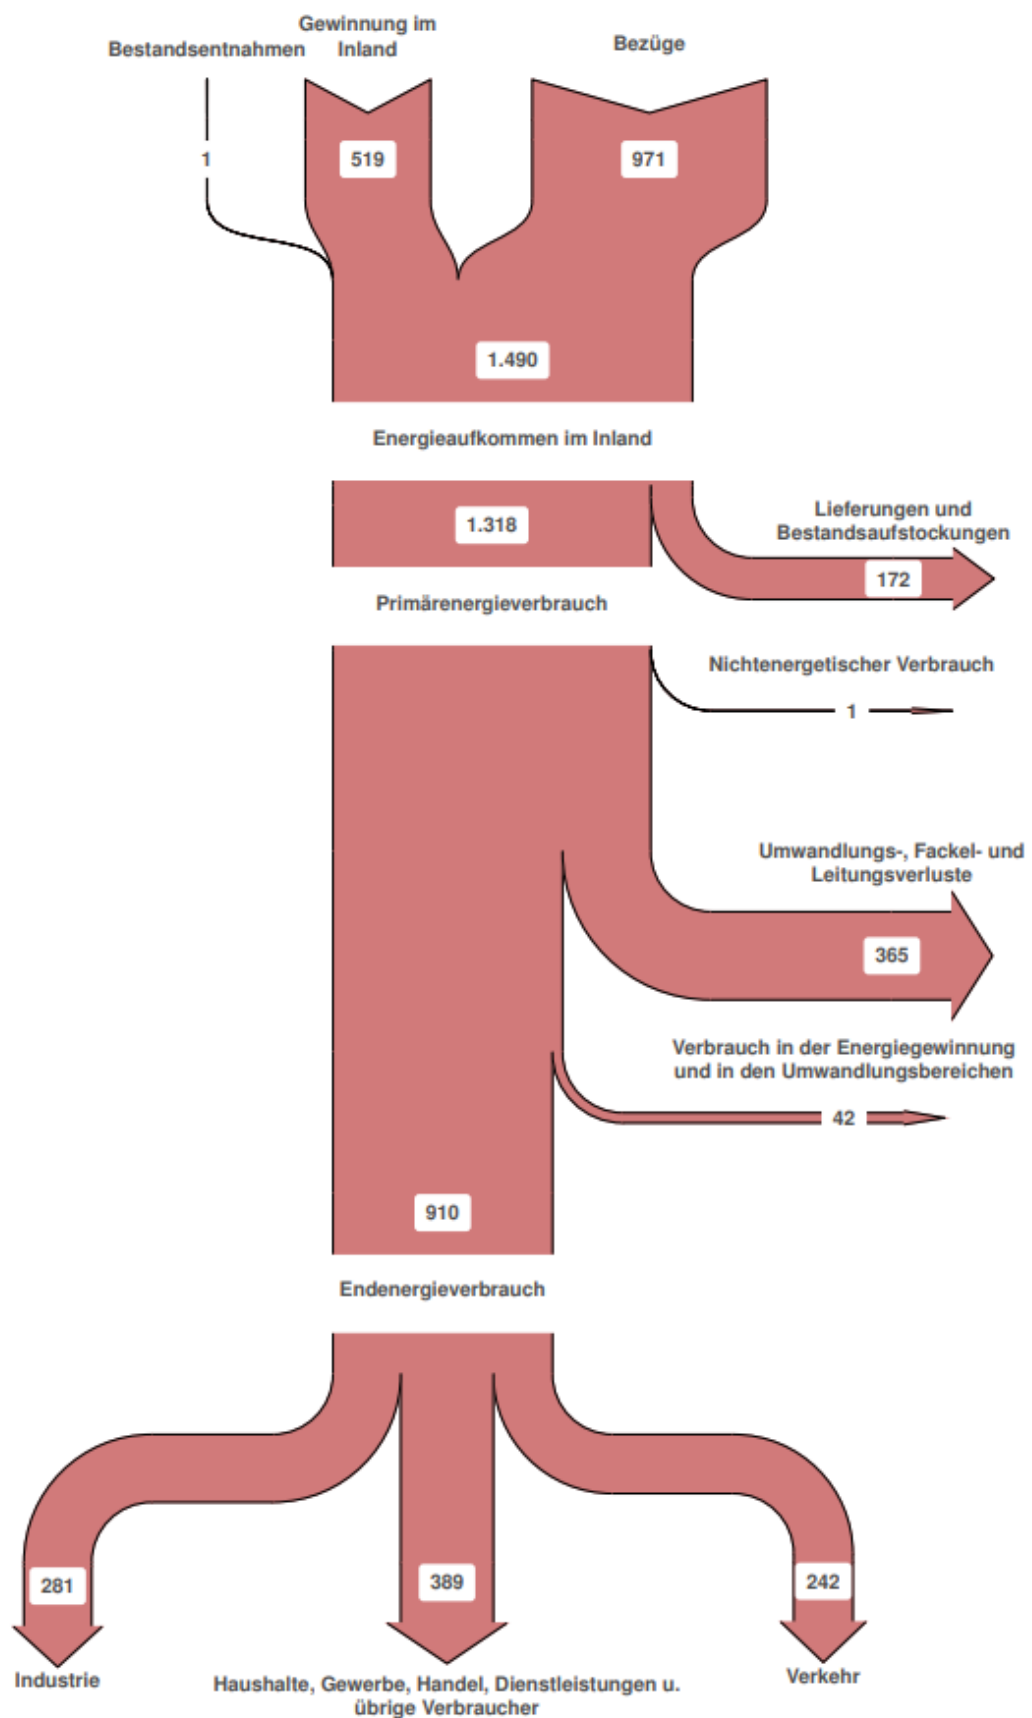 Gewinnung im
Inland
Bestandsentnahmen
Bezüge
1
519
971
1.490
Energieaufkommen im Inland
1.318
Lieferungen und
Bestandsaufstockungen
172
Primärenergieverbrauch
Nichtenergetischer Verbrauch
1
Umwandlungs-, Fackel- und
Leitungsverluste
365
Verbrauch in der Energiegewinnung
und in den Umwandlungsbereichen
42
910
Endenergieverbrauch
281
389
242
Industrie
Haushalte, Gewerbe, Handel, Dienstleistungen u.
übrige Verbraucher
Verkehr